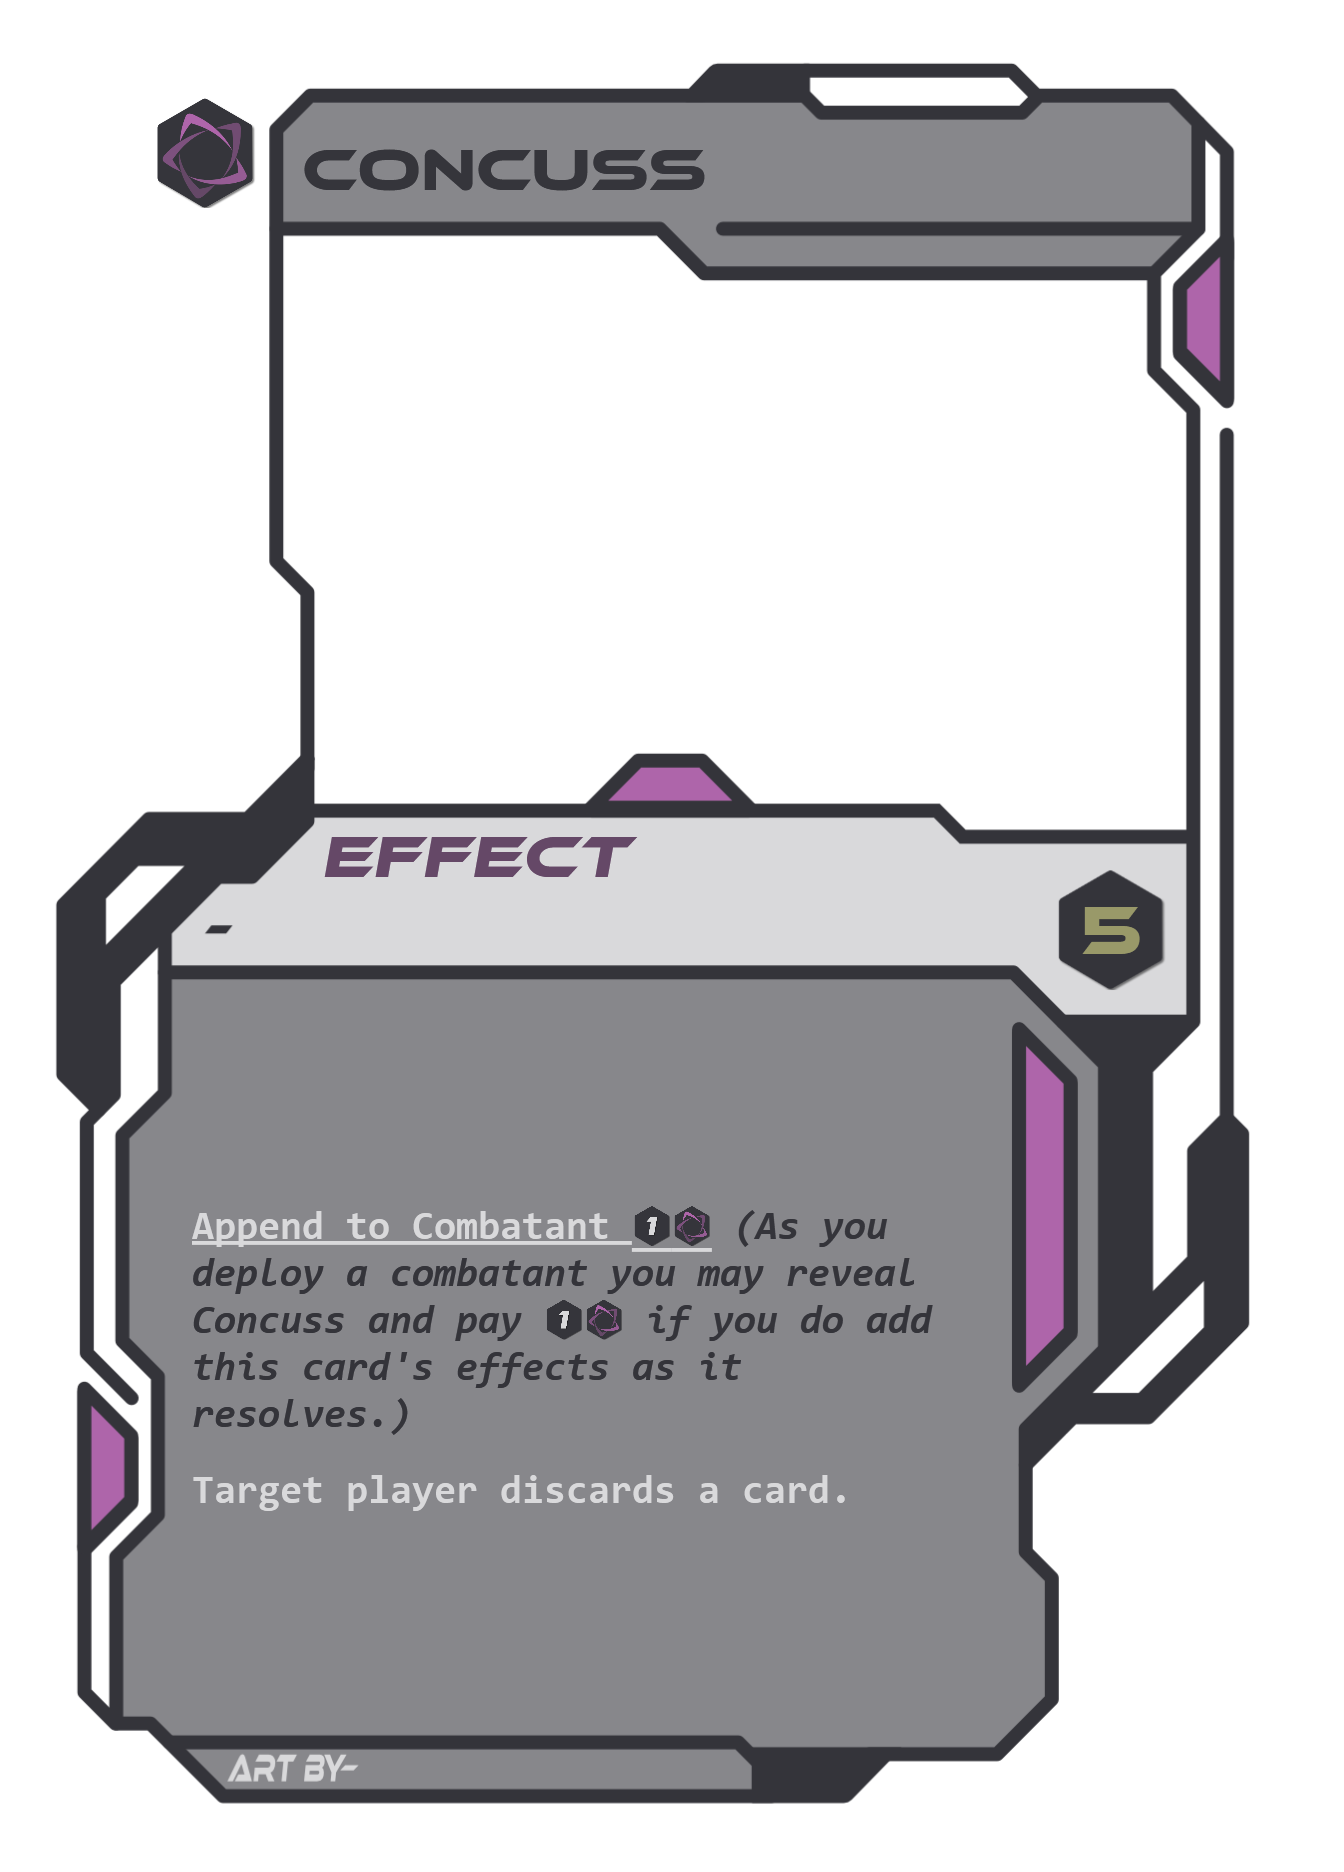 CONCUSS
EFFECT
-
5
Append to Combatant 1 (As you
deploy a combatant you may reveal
Concuss and pay 1 if you do add
this card's effects as it
resolves.)
Target player discards a card.
ART BY-